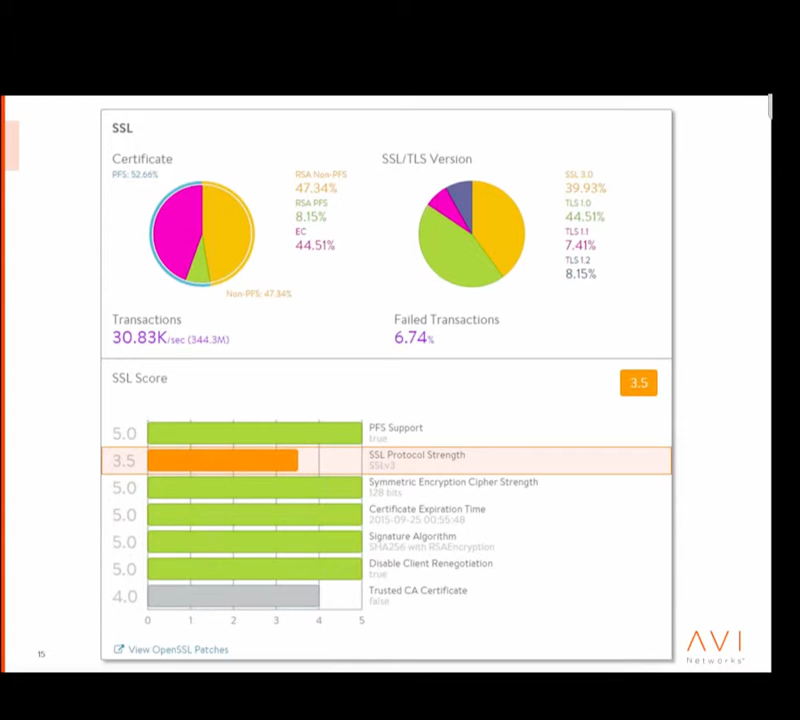 SSL
Certificate
PFS: 52.66%
RSA Non-PFS
47.34%
RSA PFS
8.15%
EC
44.51%
Non-PFS: 47.34%
SSL/TLS Version
SSL 3.0
39.93%
TLS 1.0
44.51%
TLS 1.1
7.41%
TLS 1.2
8.15%
Transactions
30.83K/sec (344.3M)
Failed Transactions
6.74%
SSL Score
3.5
5.0 PFS Support
true
3.5 SSL Protocol Strength
SSLv3
5.0 Symmetric Encryption Cipher Strength
128 bits
5.0 Certificate Expiration Time
2015-09-25 00:55:48
5.0 Signature Algorithm
SHA256 with RSAEncryption
5.0 Disable Client Renegotiation
true
4.0 Trusted CA Certificate
false
0 1 2 3 4 5
View OpenSSL Patches
15
AVI
Networks